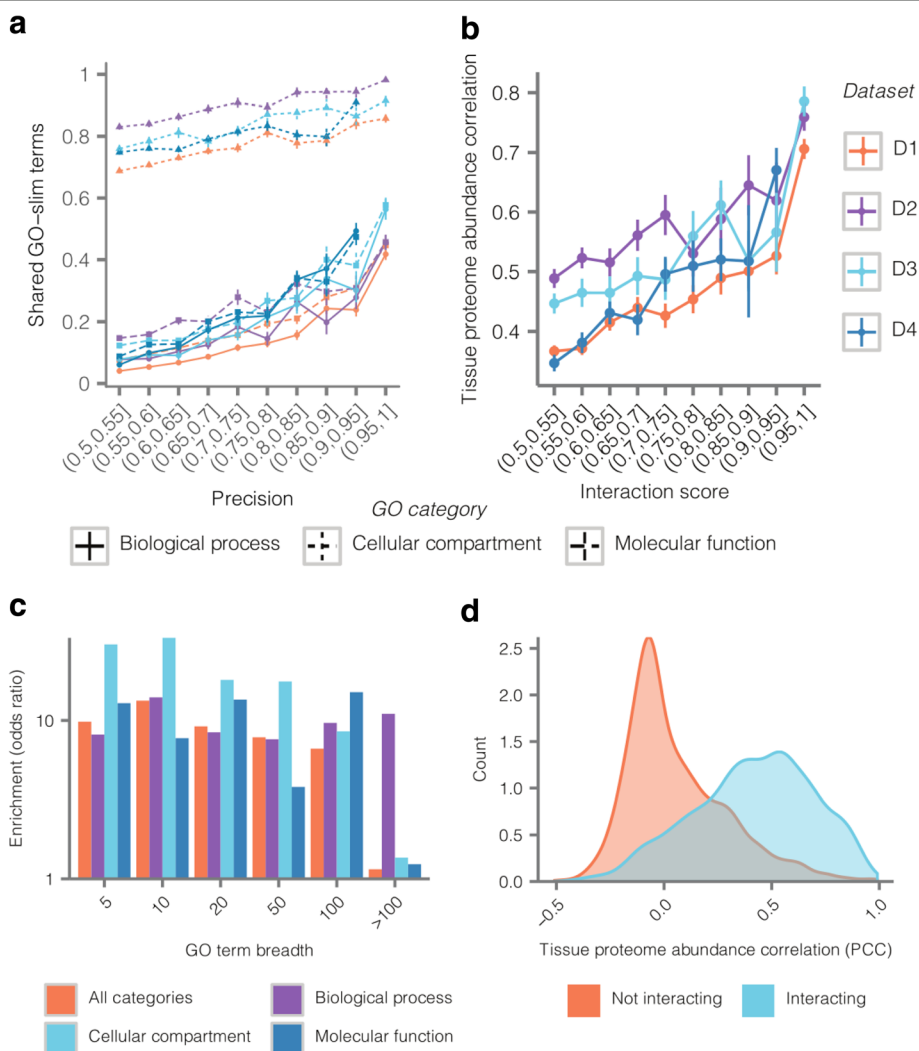 a
Shared GO–slim terms
1
0.8
0.6
0.4
0.2
0
(0.5,0.55]
(0.55,0.6]
(0.6,0.65]
(0.65,0.7]
(0.7,0.75]
(0.75,0.8]
(0.8,0.85]
(0.85,0.9]
(0.9,0.95]
(0.95,1]
Precision
b
Tissue proteome abundance correlation
0.8
0.7
0.6
0.5
0.4
(0.5,0.55]
(0.55,0.6]
(0.6,0.65]
(0.65,0.7]
(0.7,0.75]
(0.75,0.8]
(0.8,0.85]
(0.85,0.9]
(0.9,0.95]
(0.95,1]
Interaction score
Dataset
D1
D2
D3
D4
GO category
Biological process
Cellular compartment
Molecular function
c
Enrichment (odds ratio)
10
1
5
10
20
50
100
>100
GO term breadth
All categories
Biological process
Cellular compartment
Molecular function
d
Count
2.5
2.0
1.5
1.0
0.5
0.0
−0.5
0.0
0.5
1.0
Tissue proteome abundance correlation (PCC)
Not interacting
Interacting